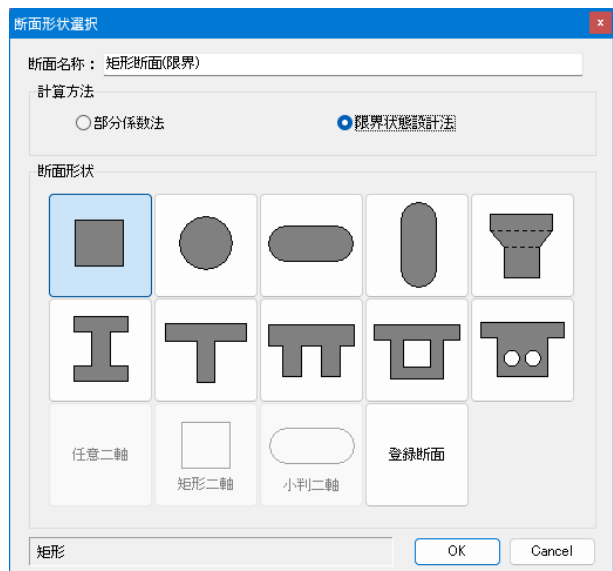 断面形状選択
x
断面名称： 矩形断面(限界)
計算方法
部分係数法 限界状態設計法
断面形状
任意二軸 矩形二軸 小判二軸 登録断面
矩形 OK Cancel